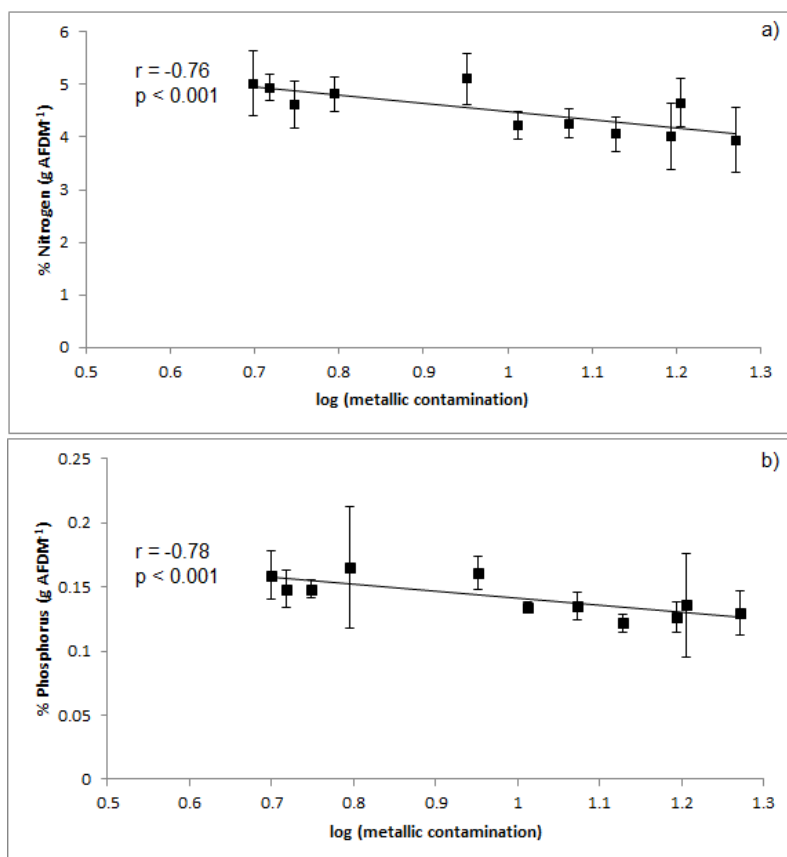 a)
r = -0.76
p < 0.001
% Nitrogen (g AFDM⁻¹)
6
5
4
3
2
1
0
0.5 0.6 0.7 0.8 0.9 1 1.1 1.2 1.3
log (metallic contamination)
b)
r = -0.78
p < 0.001
% Phosphorus (g AFDM⁻¹)
0.25
0.2
0.15
0.1
0.05
0
0.5 0.6 0.7 0.8 0.9 1 1.1 1.2 1.3
log (metallic contamination)